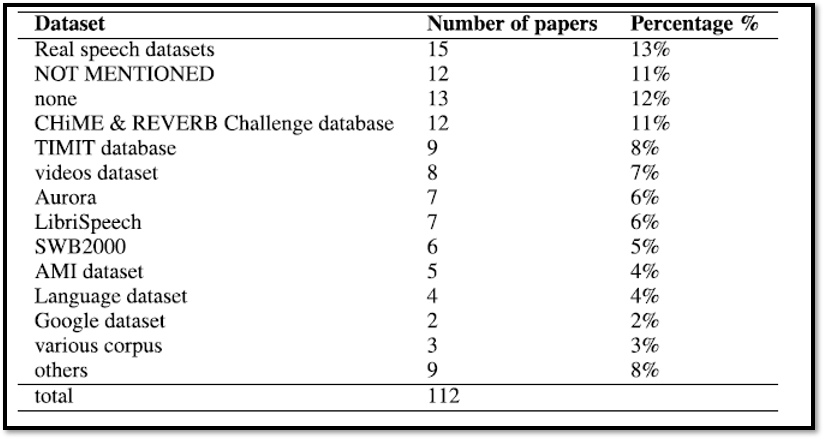 Dataset Number of papers Percentage %
Real speech datasets 15 13%
NOT MENTIONED 12 11%
none 13 12%
CHiME & REVERB Challenge database 12 11%
TIMIT database 9 8%
videos dataset 8 7%
Aurora 7 6%
LibriSpeech 7 6%
SWB2000 6 5%
AMI dataset 5 4%
Language dataset 4 4%
Google dataset 2 2%
various corpus 3 3%
others 9 8%
total 112